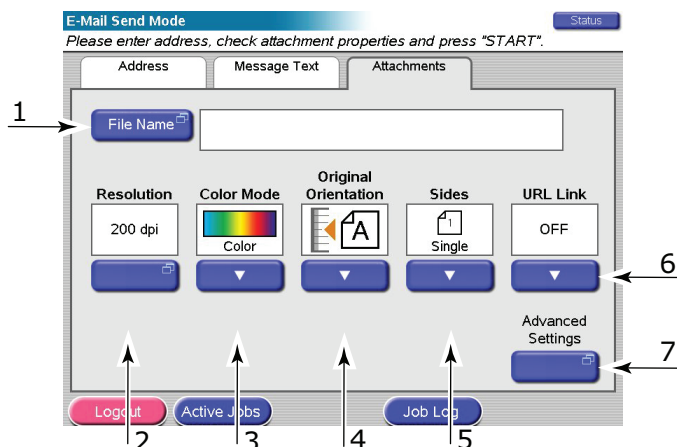 E-Mail Send Mode
Status
Please enter address, check attachment properties and press "START".
Address Message Text Attachments
1
File Name
Resolution Color Mode Original Orientation Sides URL Link
200 dpi
Color
A
1
Single
OFF
6
Advanced
Settings
7
Logout Active Jobs Job Log
2 3 4 5